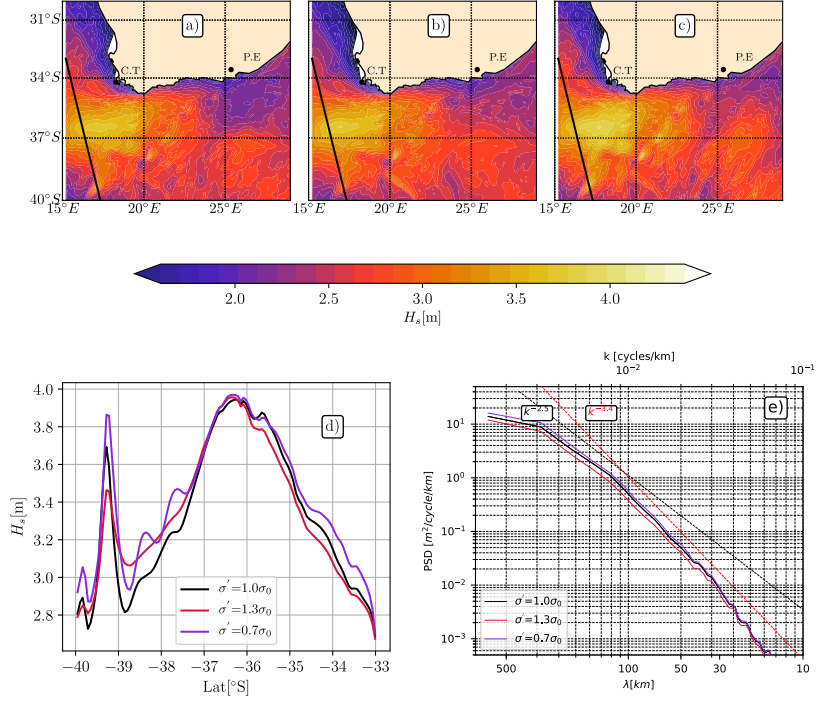 31°S
34°S
37°S
40°S
a)
b)
c)
P.E
P.E
P.E
C.T
C.T
C.T
15°E 20°E 25°E
15°E 20°E 25°E
15°E 20°E 25°E
2.0 2.5 3.0 3.5 4.0
H_s[m]
d)
H_s[m]
4.0
3.8
3.6
3.4
3.2
3.0
2.8
σ'=1.0σ₀
σ'=1.3σ₀
σ'=0.7σ₀
−40 −39 −38 −37 −36 −35 −34 −33
Lat[°S]
k [cycles/km]
10⁻² 10⁻¹
e)
k^−2.5
k^−3.4
PSD [m²/cycle/km]
10¹
10⁰
10⁻¹
10⁻²
10⁻³
σ'=1.0σ₀
σ'=1.3σ₀
σ'=0.7σ₀
500 100 50 30 10
λ[km]